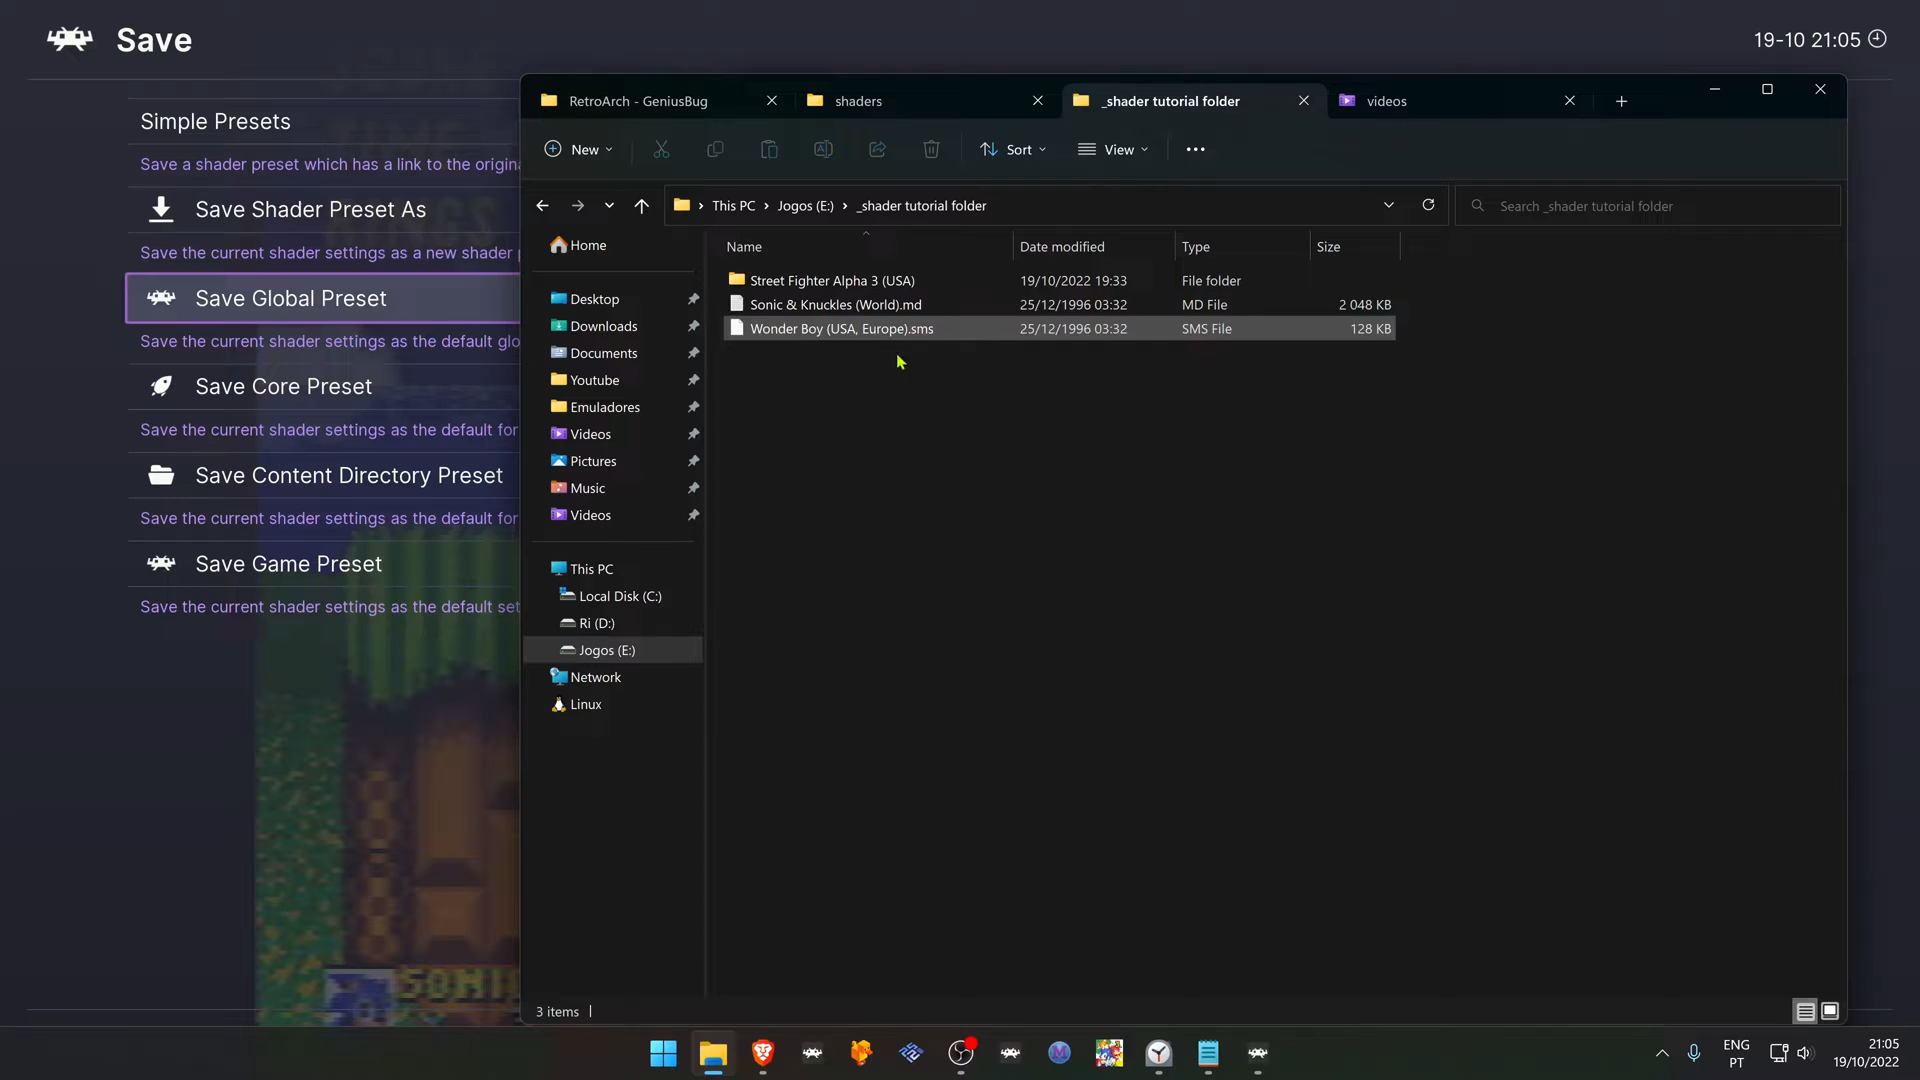 Save
19-10 21:05
Simple Presets
Save a shader preset which has a link to the origina
Save Shader Preset As
Save the current shader settings as a new shader p
Save Global Preset
Save the current shader settings as the default glo
Save Core Preset
Save the current shader settings as the default for
Save Content Directory Preset
Save the current shader settings as the default for
Save Game Preset
Save the current shader settings as the default set
RetroArch - GeniusBug
shaders
_shader tutorial folder
videos
New
Sort
View
This PC
Jogos (E:)
_shader tutorial folder
Search _shader tutorial folder
Home
Desktop
Downloads
Documents
Youtube
Emuladores
Videos
Pictures
Music
Videos
This PC
Local Disk (C:)
Ri (D:)
Jogos (E:)
Network
Linux
Name Date modified Type Size
Street Fighter Alpha 3 (USA) 19/10/2022 19:33 File folder
Sonic & Knuckles (World).md 25/12/1996 03:32 MD File 2 048 KB
Wonder Boy (USA, Europe).sms 25/12/1996 03:32 SMS File 128 KB
3 items
SONIC
ENG
PT
21:05
19/10/2022